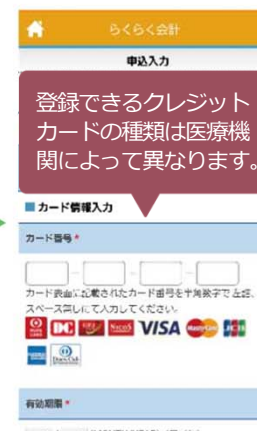 らくらく会計
申込入力
登録できるクレジット
カードの種類は医療機
関によって異なります。
■カード情報入力
カード番号*
- - -
カード表面に記載されたカード番号を半角数字で左詰、
スペース無しにて入力してください。
DC NICOS VISA MasterCard JCB
Diners Club
有効期限*